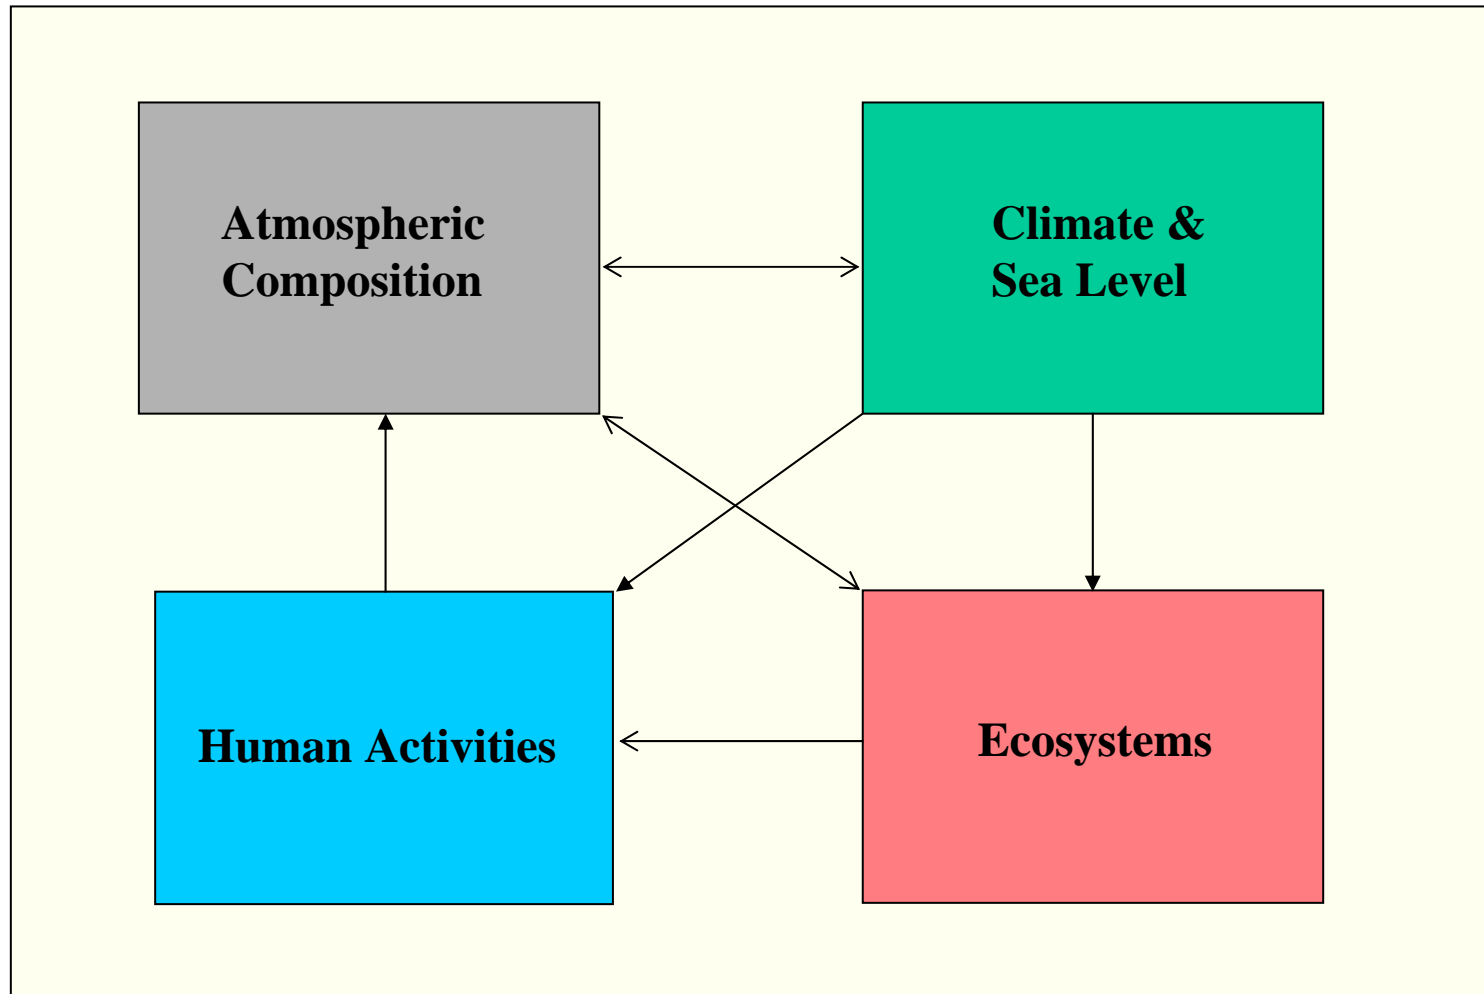 Atmospheric
Composition
Climate &
Sea Level
Human Activities
Ecosystems